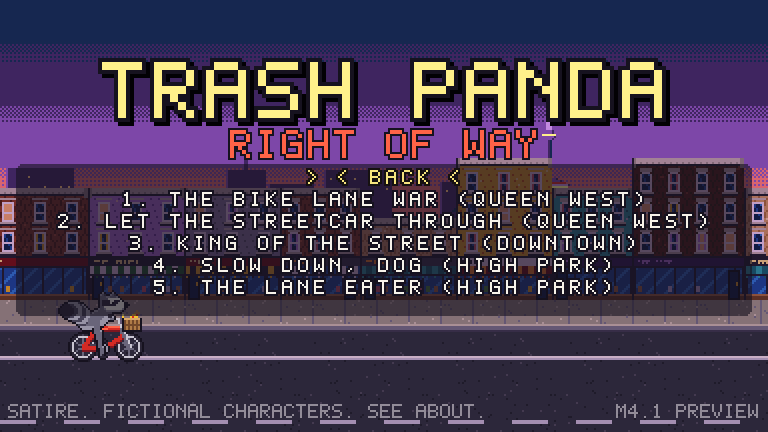 TRASH PANDA
RIGHT OF WAY
> < BACK <
1. THE BIKE LANE WAR (QUEEN WEST)
2. LET THE STREETCAR THROUGH (QUEEN WEST)
3. KING OF THE STREET (DOWNTOWN)
4. SLOW DOWN, DOG (HIGH PARK)
5. THE LANE EATER (HIGH PARK)
SATIRE. FICTIONAL CHARACTERS. SEE ABOUT.
M4.1 PREVIEW